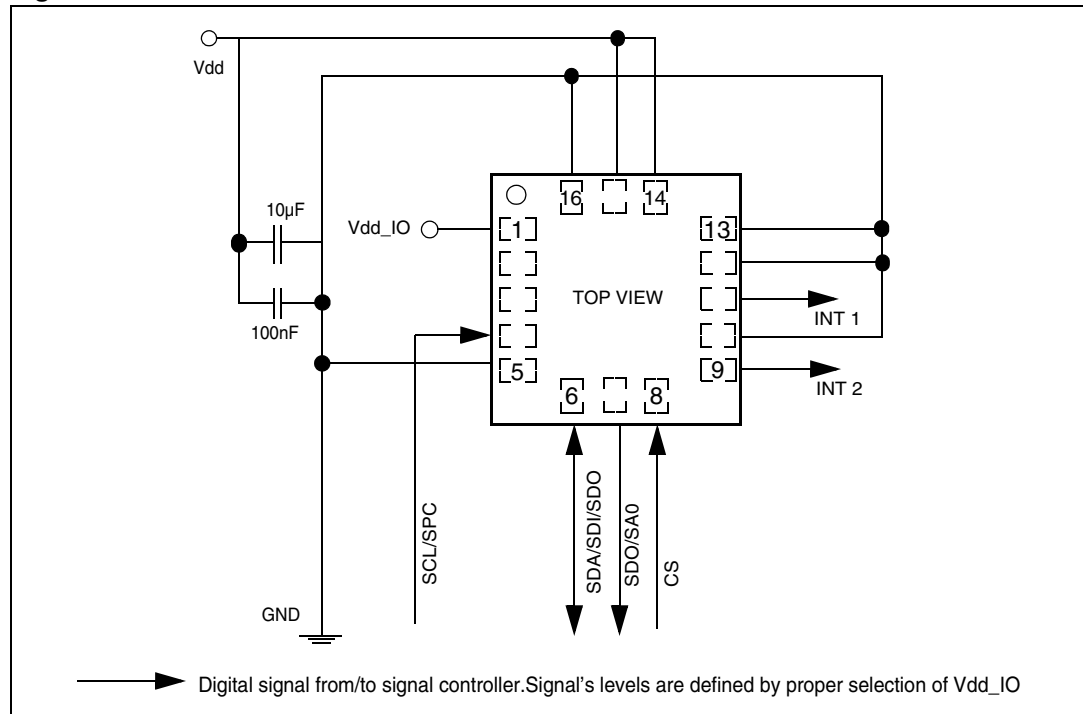 Vdd
16
14
10µF
Vdd_IO
1
13
TOP VIEW
INT 1
100nF
5
9
INT 2
6
8
SCL/SPC
SDA/SDI/SDO
SDO/SA0
CS
GND
Digital signal from/to signal controller.Signal's levels are defined by proper selection of Vdd_IO